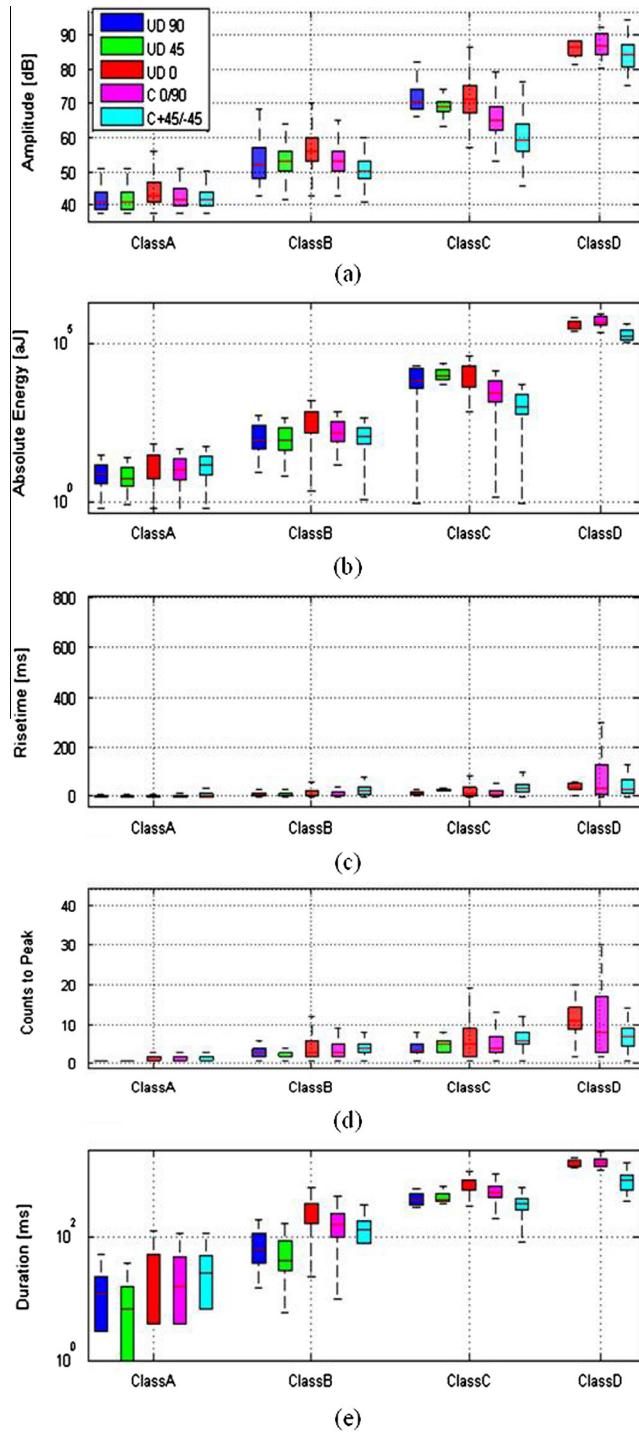 Amplitude [dB]
90
80
70
60
50
40
UD 90
UD 45
UD 0
C 0/90
C+45/-45
ClassA ClassB ClassC ClassD
(a)
Absolute Energy [aJ]
10^5
10^0
ClassA ClassB ClassC ClassD
(b)
Risetime [ms]
800
600
400
200
0
ClassA ClassB ClassC ClassD
(c)
Counts to Peak
40
30
20
10
0
ClassA ClassB ClassC ClassD
(d)
Duration [ms]
10^2
10^0
ClassA ClassB ClassC ClassD
(e)